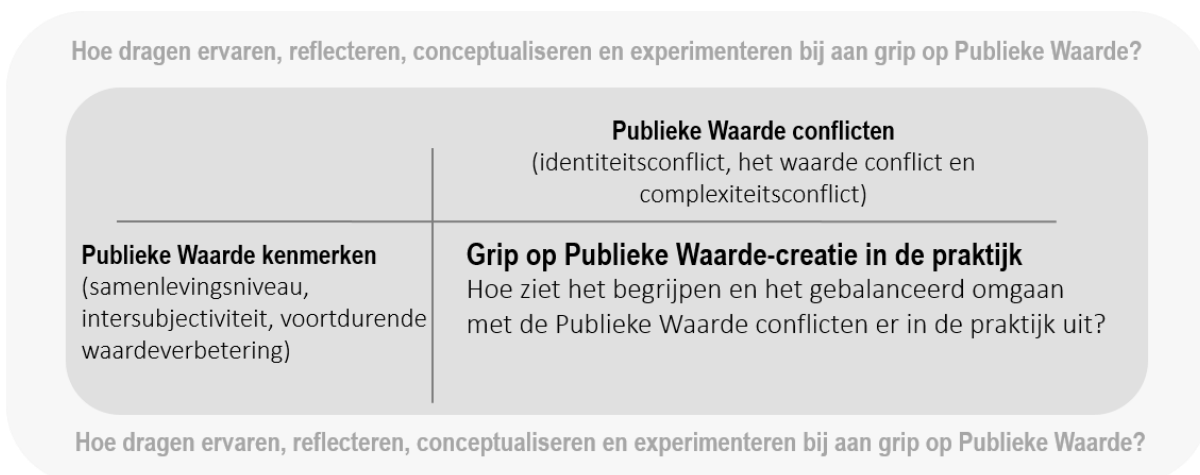 Hoe dragen ervaren, reflecteren, conceptualiseren en experimenteren bij aan grip op Publieke Waarde?
Publieke Waarde conflicten
(identiteitsconflict, het waarde conflict en
complexiteitsconflict)
Publieke Waarde kenmerken
(samenlevingsniveau,
intersubjectiviteit, voortdurende
waardeverbetering)
Grip op Publieke Waarde-creatie in de praktijk
Hoe ziet het begrijpen en het gebalanceerd omgaan
met de Publieke Waarde conflicten er in de praktijk uit?
Hoe dragen ervaren, reflecteren, conceptualiseren en experimenteren bij aan grip op Publieke Waarde?